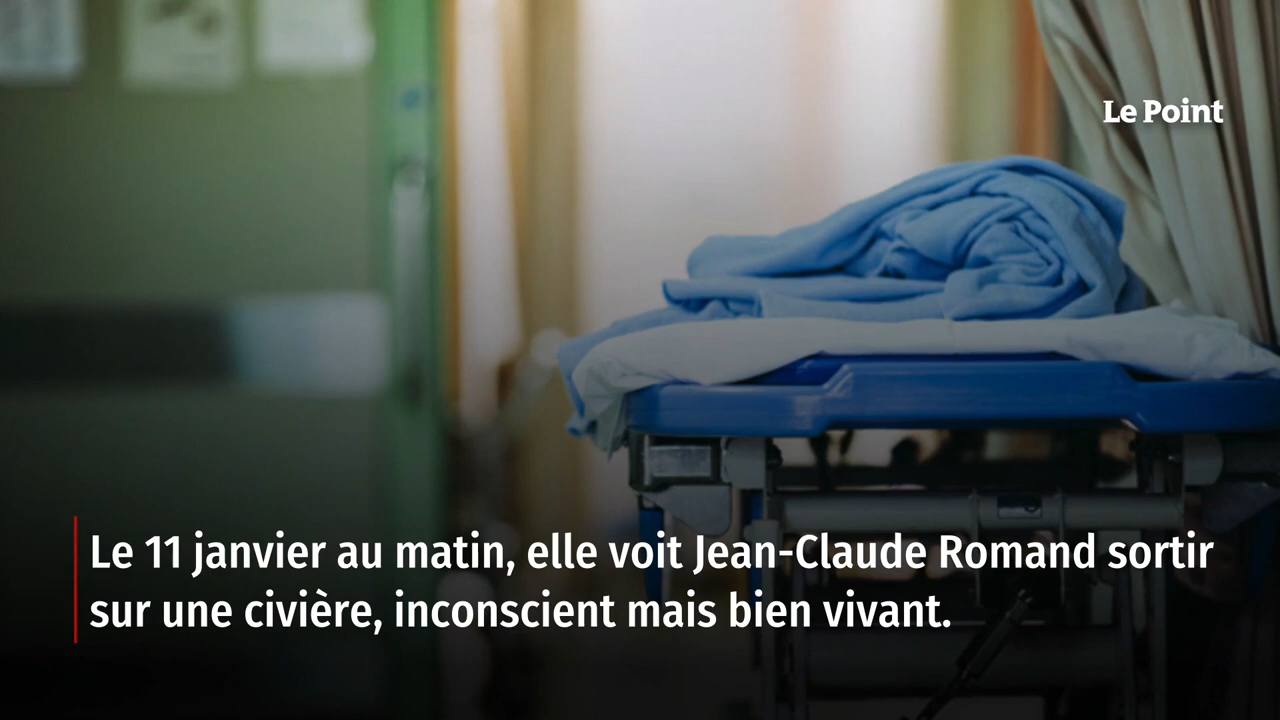 Le Point
Le 11 janvier au matin, elle voit Jean-Claude Romand sortir
sur une civière, inconscient mais bien vivant.